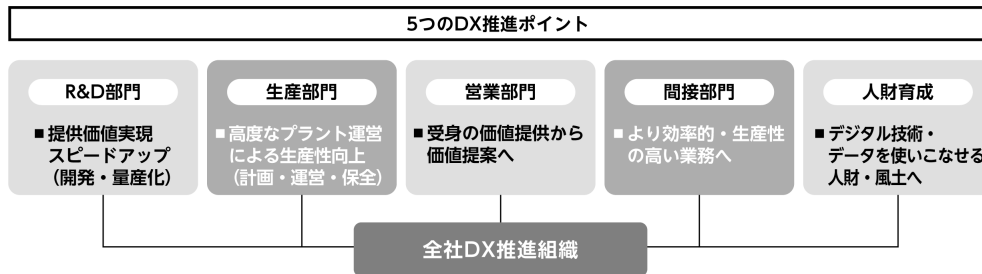 5つのDX推進ポイント
R&D部門
■提供価値実現
スピードアップ
（開発・量産化）
生産部門
■高度なプラント運営
による生産性向上
（計画・運営・保全）
営業部門
■受身の価値提供から
価値提案へ
間接部門
■より効率的・生産性
の高い業務へ
人財育成
■デジタル技術・
データを使いこなせる
人財・風土へ
全社DX推進組織